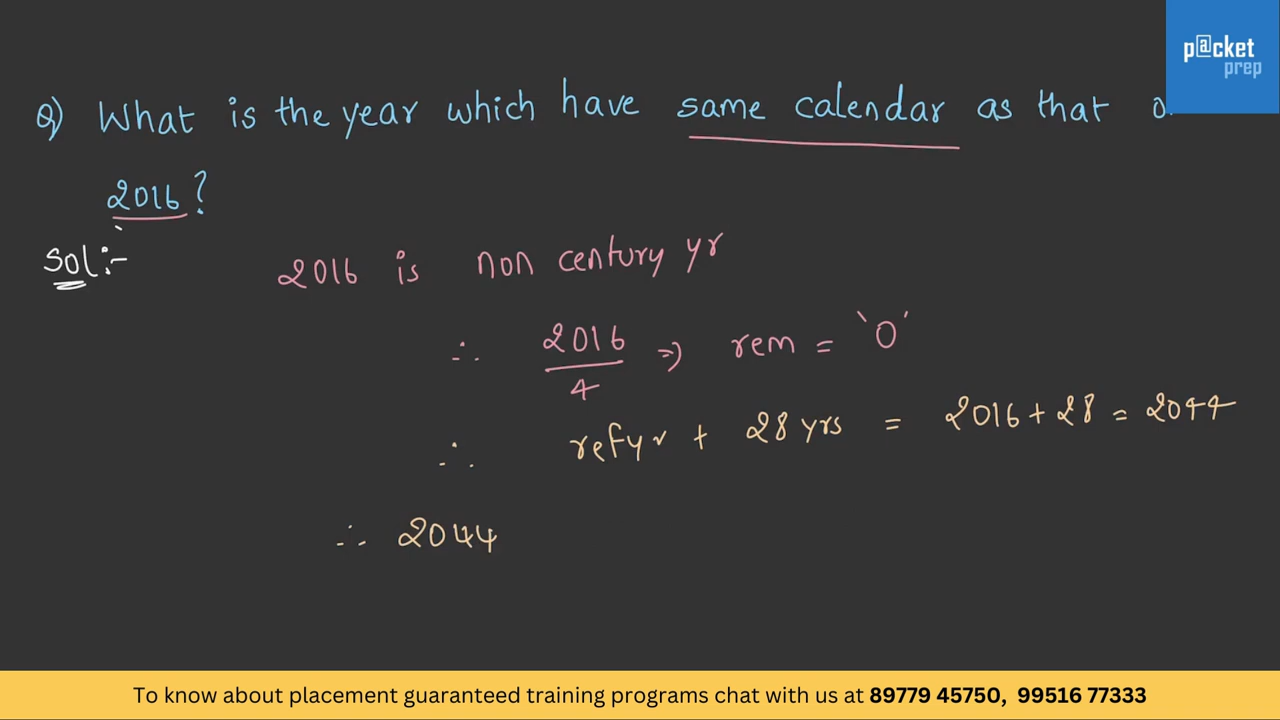 p@cket
prep
Q) What is the year which have same calendar as that o
2016?
Sol:-
2016 is non century yr
∴ 2016/4 => rem = '0'
∴ refyr + 28 yrs = 2016 + 28 = 2044
∴ 2044
To know about placement guaranteed training programs chat with us at 89779 45750, 99516 77333